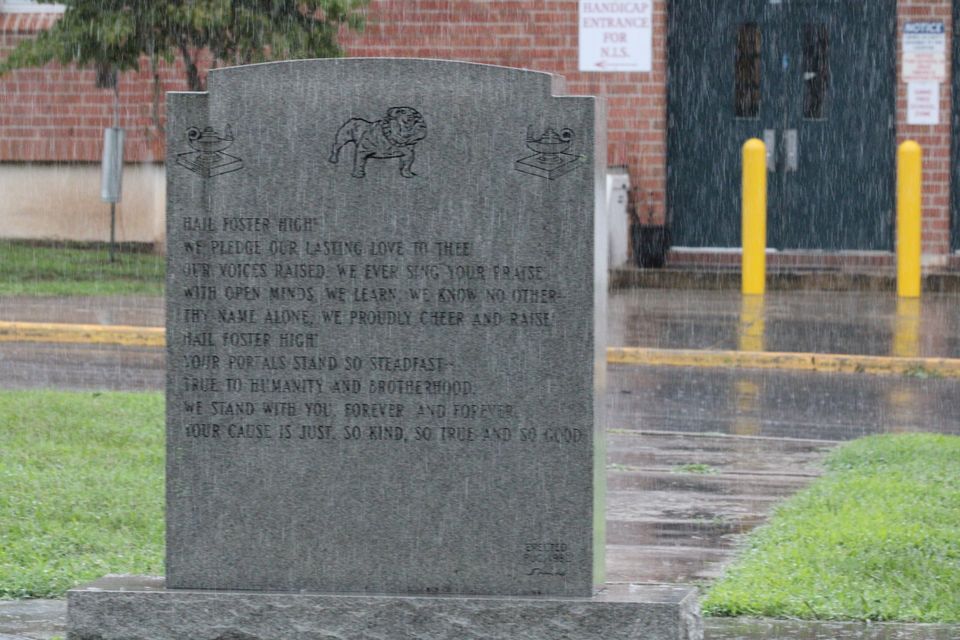 HANDICAP
ENTRANCE
FOR
N.I.S.
NOTICE
HAIL FOSTER HIGH!
WE PLEDGE OUR LASTING LOVE TO THEE
OUR VOICES RAISED, WE EVER SING YOUR PRAISE,
WITH OPEN MINDS, WE LEARN, WE KNOW NO OTHER-
THY NAME ALONE, WE PROUDLY CHEER AND RAISE!
HAIL FOSTER HIGH!
YOUR PORTALS STAND SO STEADFAST-
TRUE TO HUMANITY AND BROTHERHOOD.
WE STAND WITH YOU, FOREVER, AND FOREVER,
YOUR CAUSE IS JUST, SO KIND, SO TRUE AND SO GOOD
ERECTED